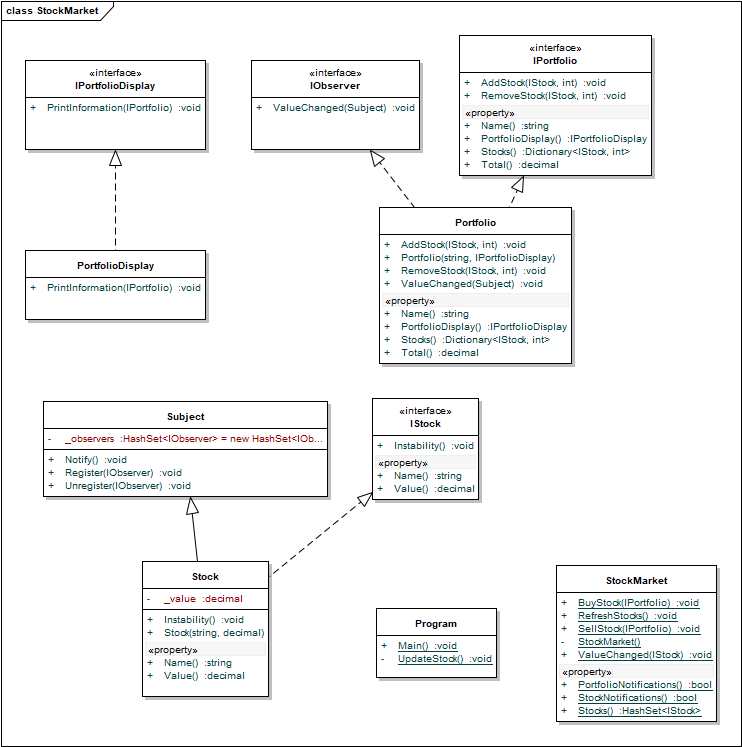 class StockMarket
«interface»
IPortfolioDisplay
+ PrintInformation(IPortfolio) :void
«interface»
IObserver
+ ValueChanged(Subject) :void
«interface»
IPortfolio
+ AddStock(IStock, int) :void
+ RemoveStock(IStock, int) :void
«property»
+ Name() :string
+ PortfolioDisplay() :IPortfolioDisplay
+ Stocks() :Dictionary<IStock, int>
+ Total() :decimal
PortfolioDisplay
+ PrintInformation(IPortfolio) :void
Portfolio
+ AddStock(IStock, int) :void
+ Portfolio(string, IPortfolioDisplay)
+ RemoveStock(IStock, int) :void
+ ValueChanged(Subject) :void
«property»
+ Name() :string
+ PortfolioDisplay() :IPortfolioDisplay
+ Stocks() :Dictionary<IStock, int>
+ Total() :decimal
Subject
- _observers :HashSet<IObserver> = new HashSet<IOb...
+ Notify() :void
+ Register(IObserver) :void
+ Unregister(IObserver) :void
«interface»
IStock
+ Instability() :void
«property»
+ Name() :string
+ Value() :decimal
Stock
- _value :decimal
+ Instability() :void
+ Stock(string, decimal)
«property»
+ Name() :string
+ Value() :decimal
Program
+ Main() :void
- UpdateStock() :void
StockMarket
+ BuyStock(IPortfolio) :void
+ RefreshStocks() :void
+ SellStock(IPortfolio) :void
- StockMarket()
+ ValueChanged(IStock) :void
«property»
+ PortfolioNotifications() :bool
+ StockNotifications() :bool
+ Stocks() :HashSet<IStock>